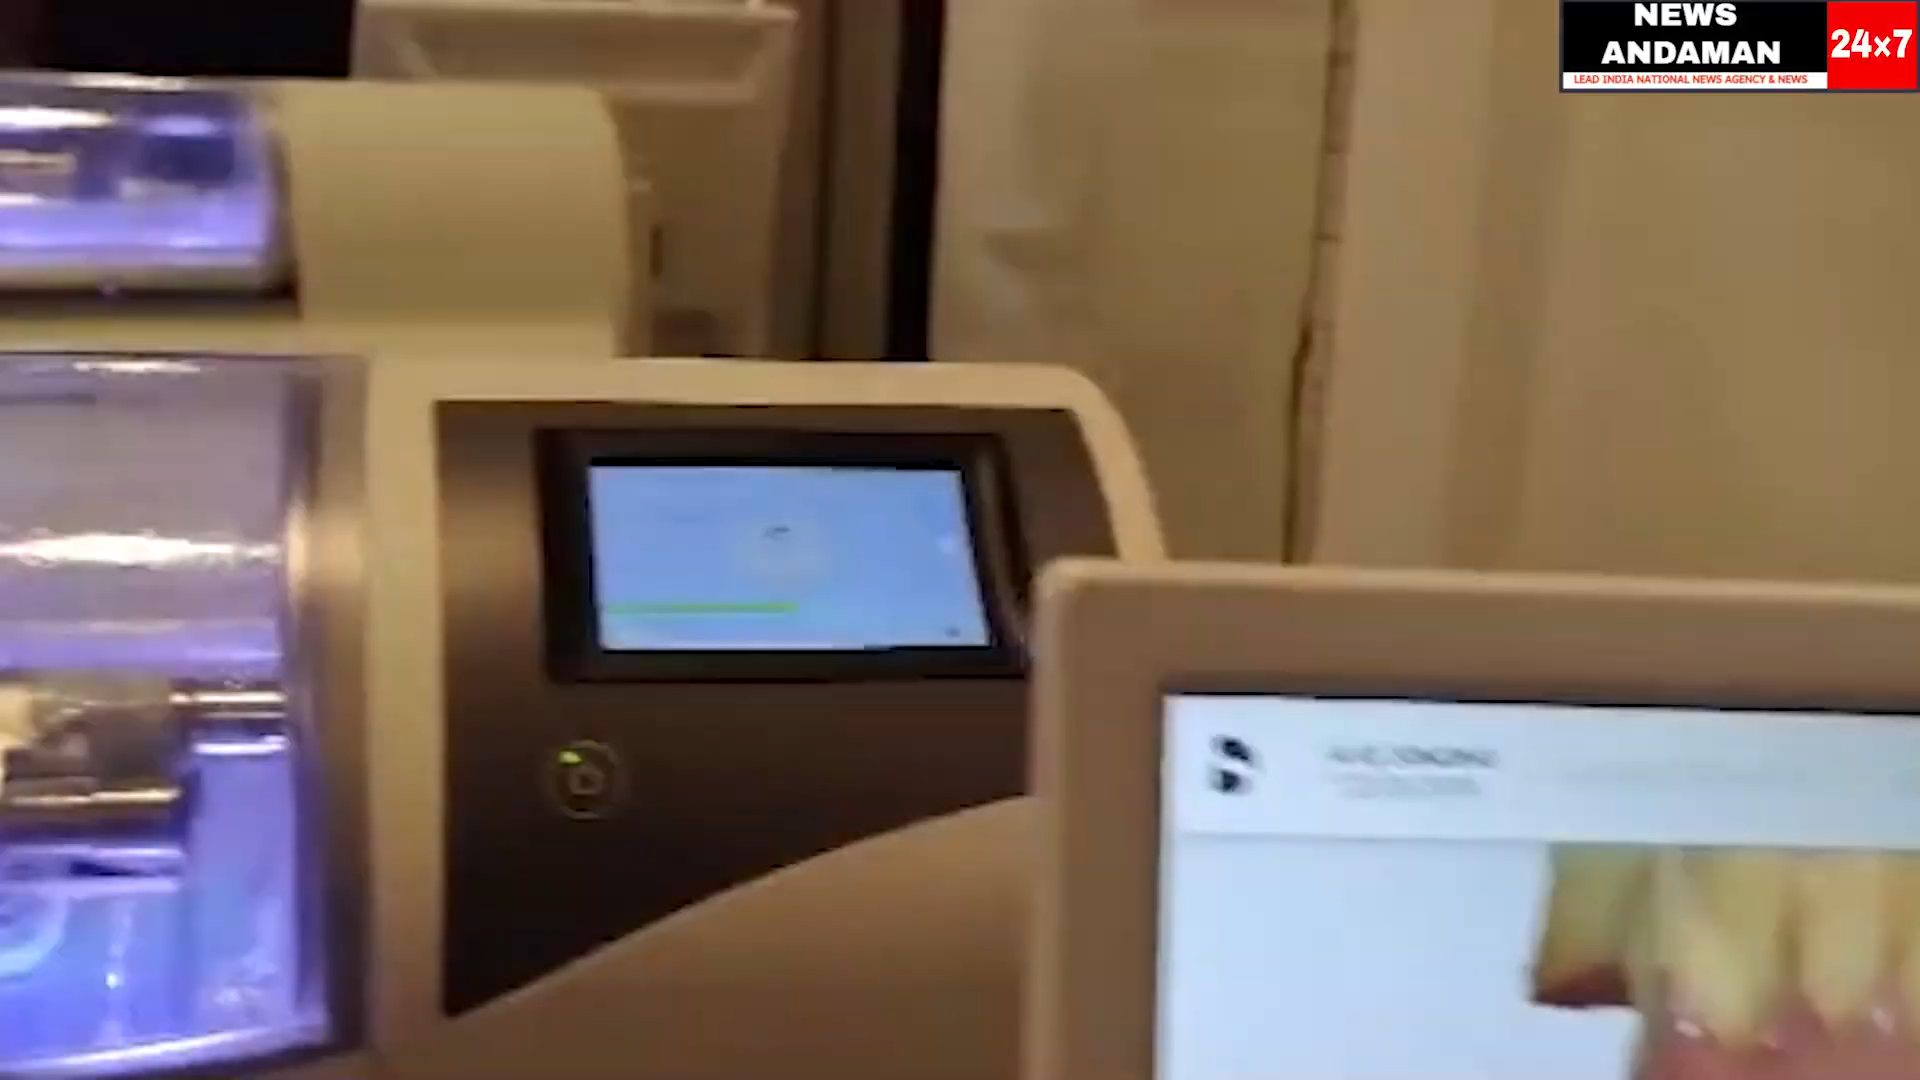 NEWS
ANDAMAN
24×7
LEAD INDIA NATIONAL NEWS AGENCY & NEWS